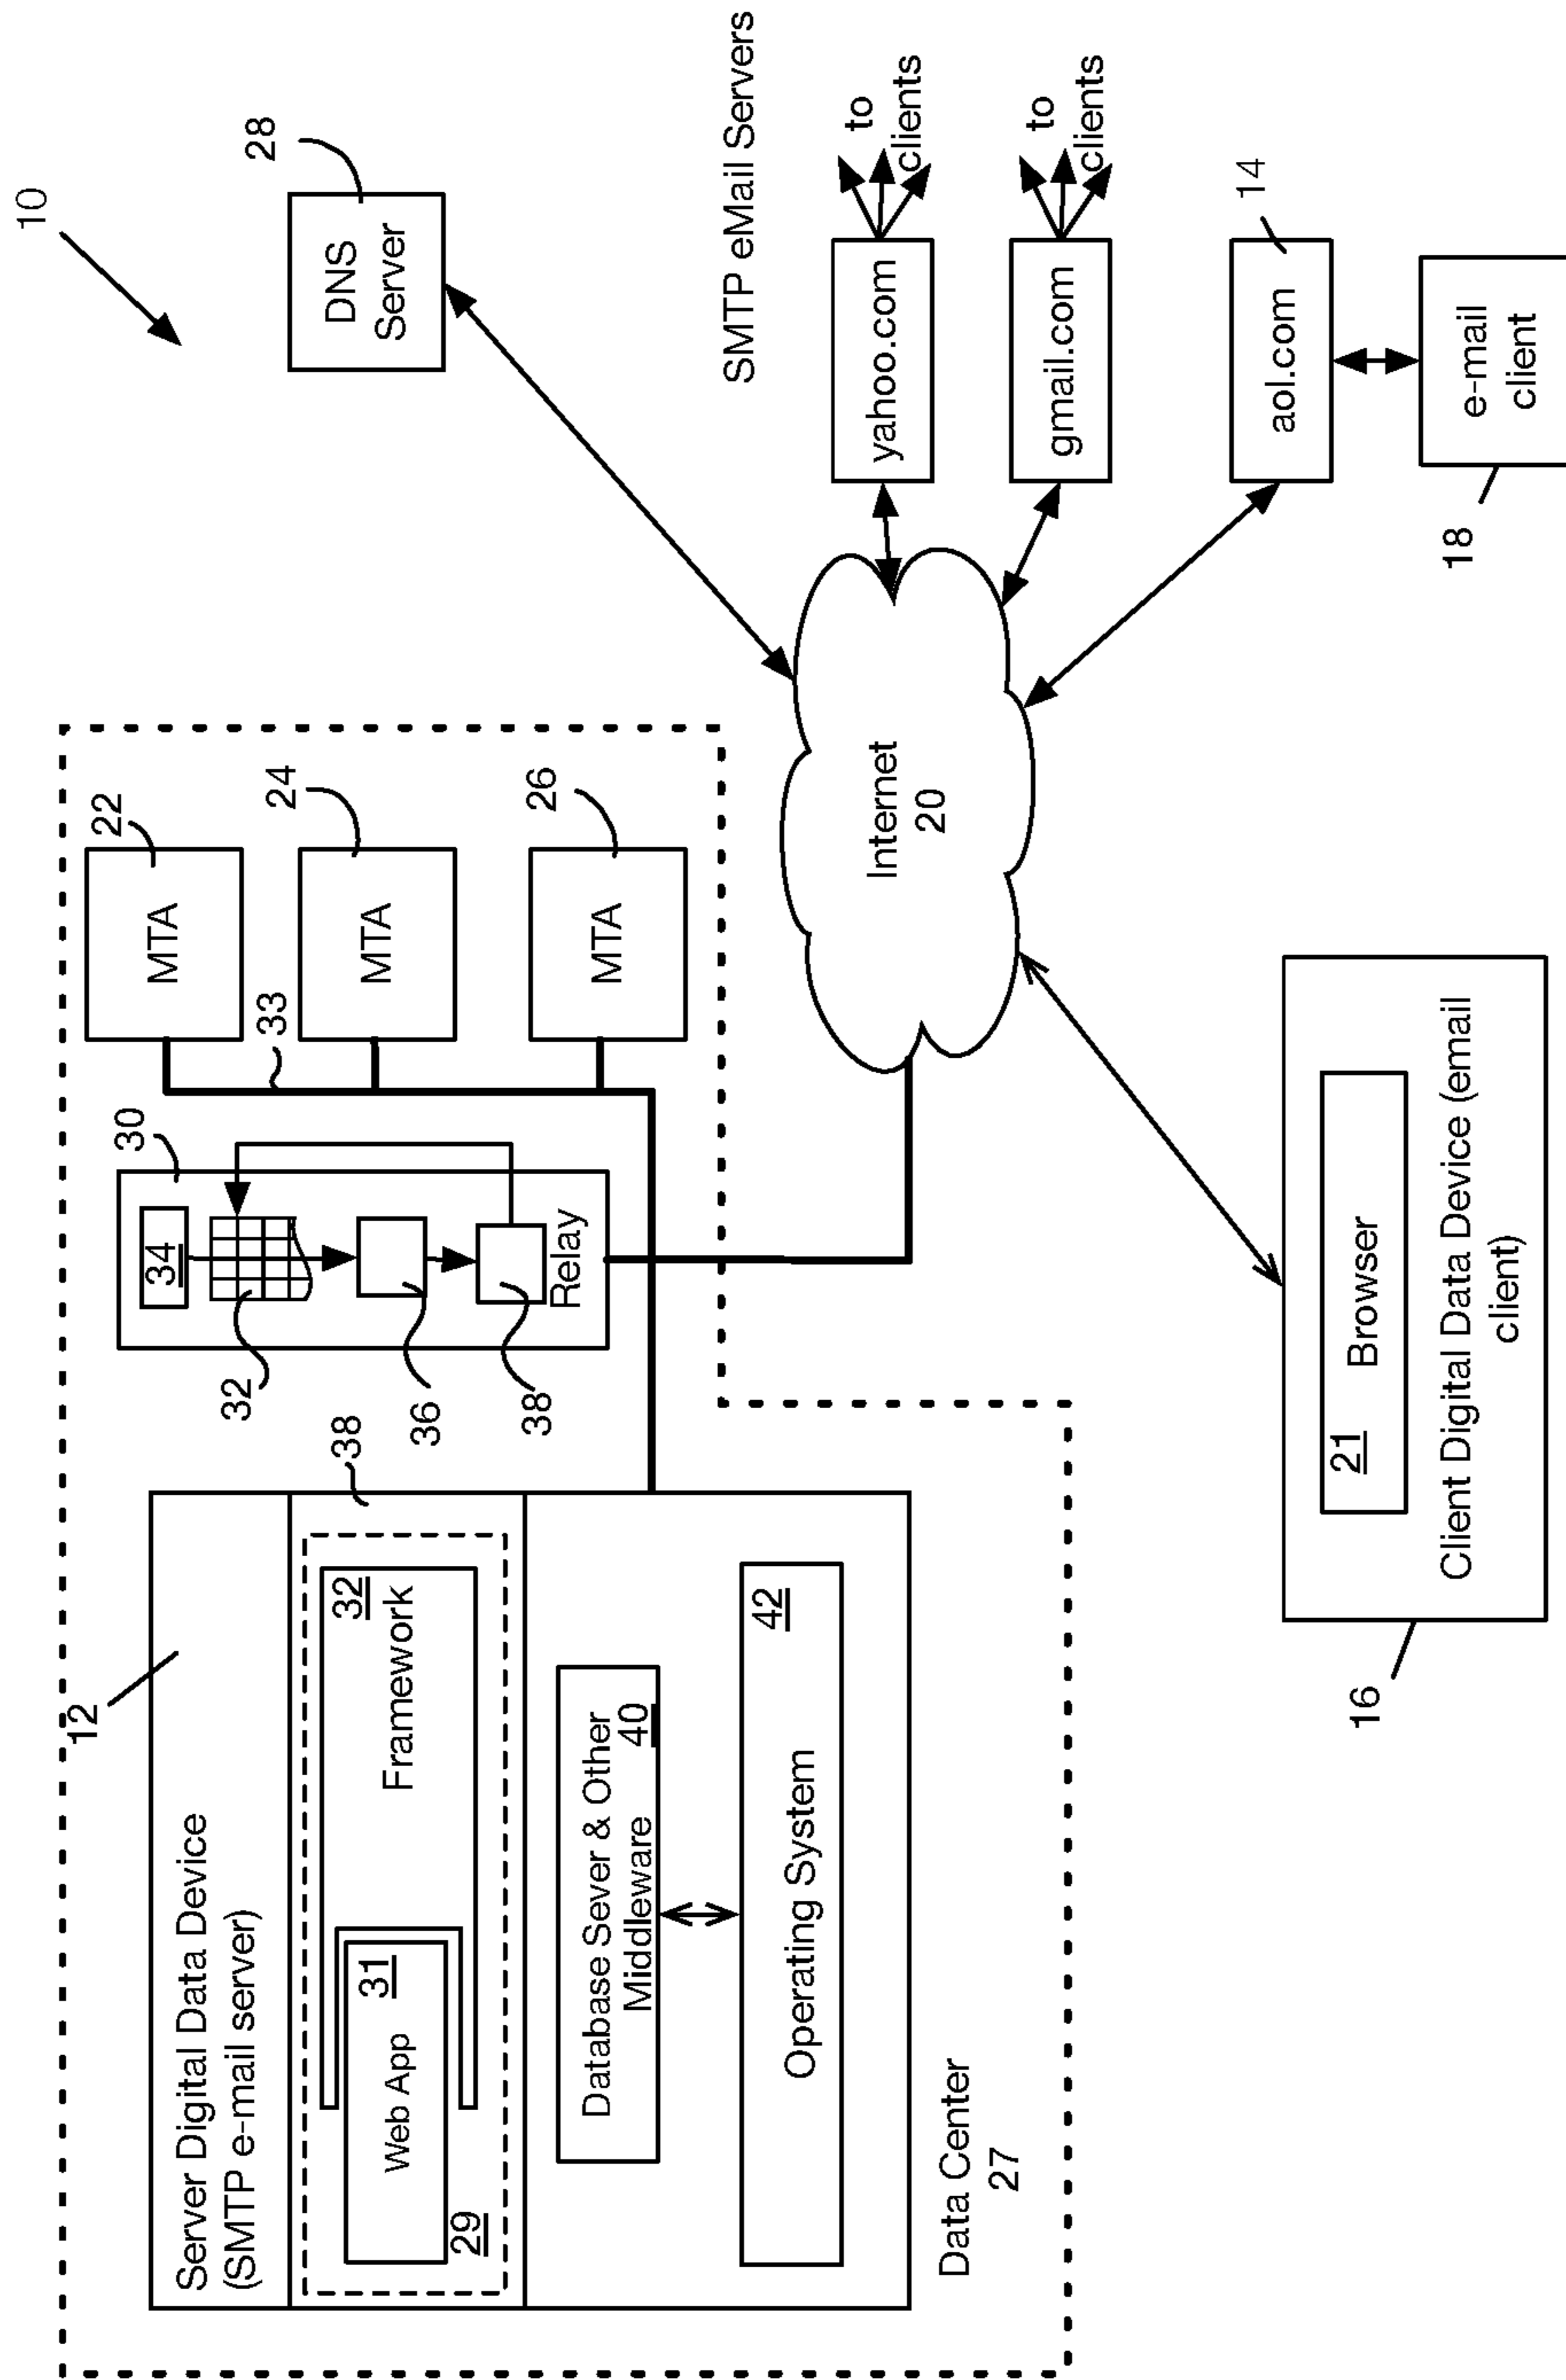 10
28
DNS
Server
SMTP eMail Servers
yahoo.com
to
clients
gmail.com
to
clients
14
aol.com
e-mail
client
18
Internet
20
22
MTA
24
MTA
26
MTA
33
30
34
32
36
38
Relay
12
Server Digital Data Device
(SMTP e-mail server)
38
32
Framework
31
Web App
29
Database Sever & Other
Middleware
40
42
Operating System
Data Center
27
21
Browser
Client Digital Data Device (email
client)
16